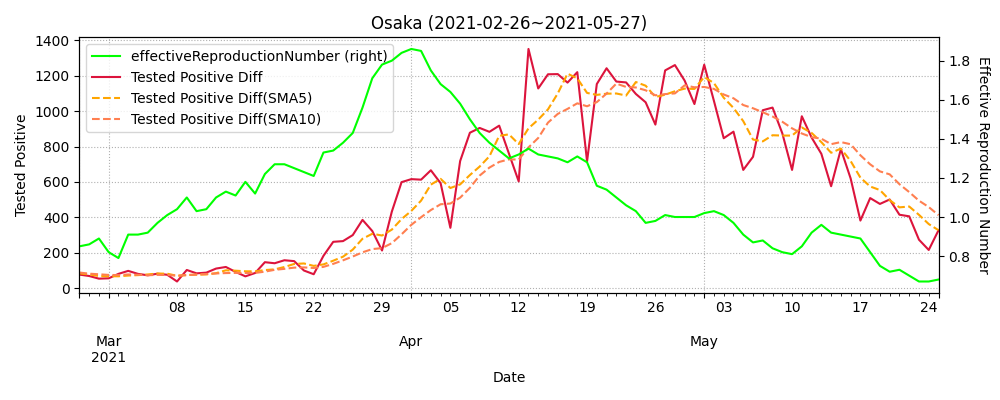 Osaka (2021-02-26~2021-05-27)
effectiveReproductionNumber (right)
Tested Positive Diff
Tested Positive Diff(SMA5)
Tested Positive Diff(SMA10)
Tested Positive
1400
1200
1000
800
600
400
200
0
1.8
1.6
1.4
1.2
1.0
0.8
Effective Reproduction Number
08 15 22 29 05 12 19 26 03 10 17 24
Mar Apr May
2021
Date